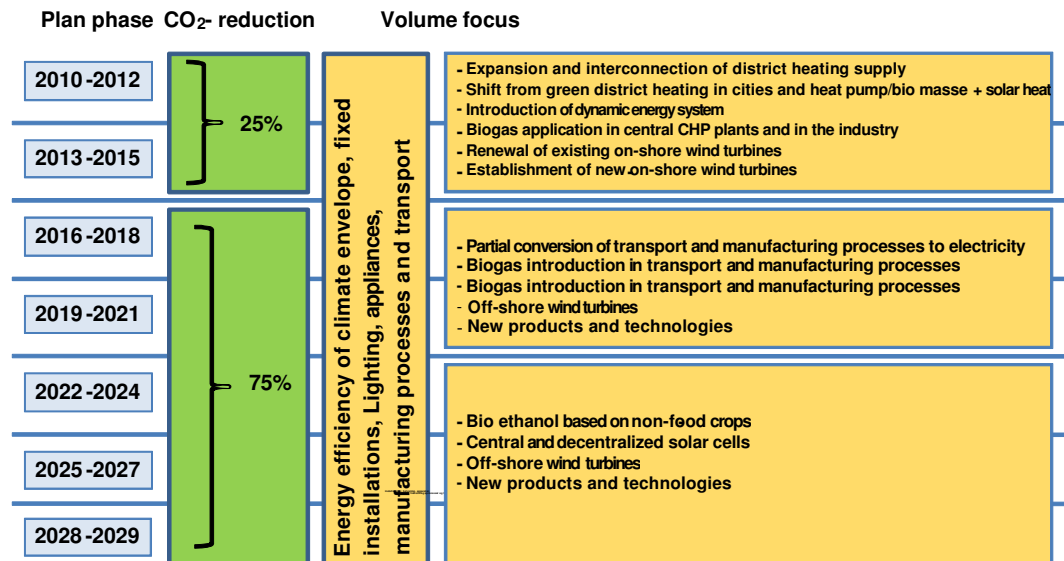 Plan phase CO2- reduction Volume focus
2010-2012
2013-2015
2016-2018
2019-2021
2022-2024
2025-2027
2028-2029
25%
75%
Energy efficiency of climate envelope, fixed
installations, Lighting, appliances,
manufacturing processes and transport
- Expansion and interconnection of district heating supply
- Shift from green district heating in cities and heat pump/bio masse + solar heat
- Introduction of dynamic energy system
- Biogas application in central CHP plants and in the industry
- Renewal of existing on-shore wind turbines
- Establishment of new on-shore wind turbines
- Partial conversion of transport and manufacturing processes to electricity
- Biogas introduction in transport and manufacturing processes
- Biogas introduction in transport and manufacturing processes
- Off-shore wind turbines
- New products and technologies
- Bio ethanol based on non-food crops
- Central and decentralized solar cells
- Off-shore wind turbines
- New products and technologies